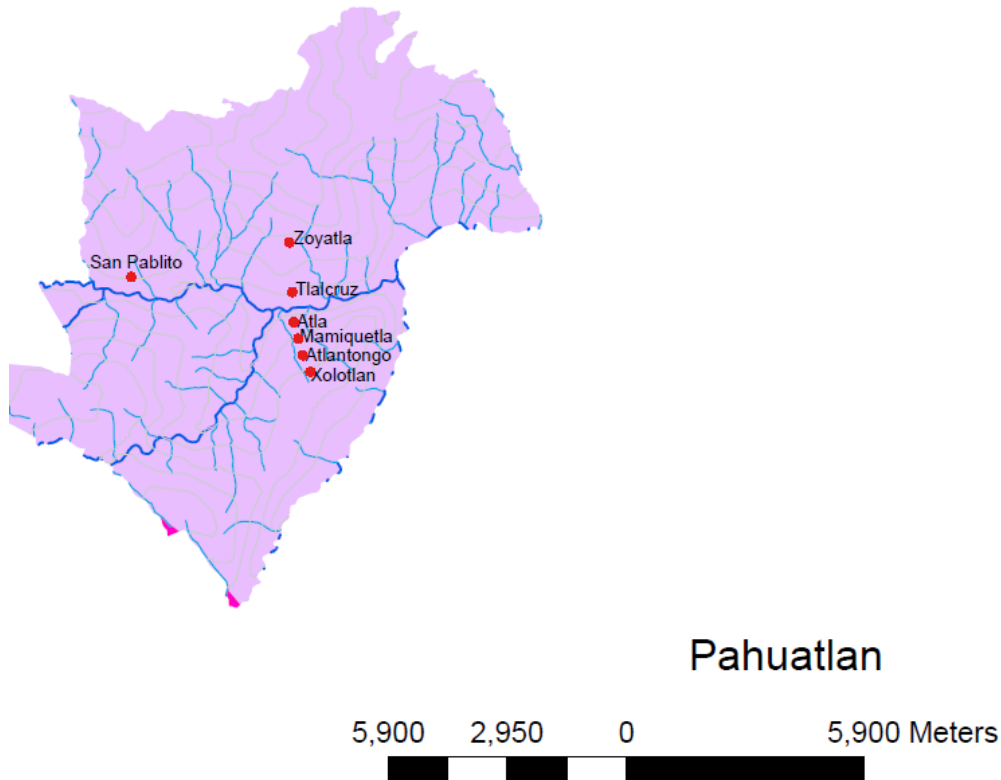 Zoyatla
San Pablito
Tlalcruz
Atla
Mamiquetla
Atlantongo
Xolotlan
Pahuatlan
5,900 2,950 0 5,900 Meters